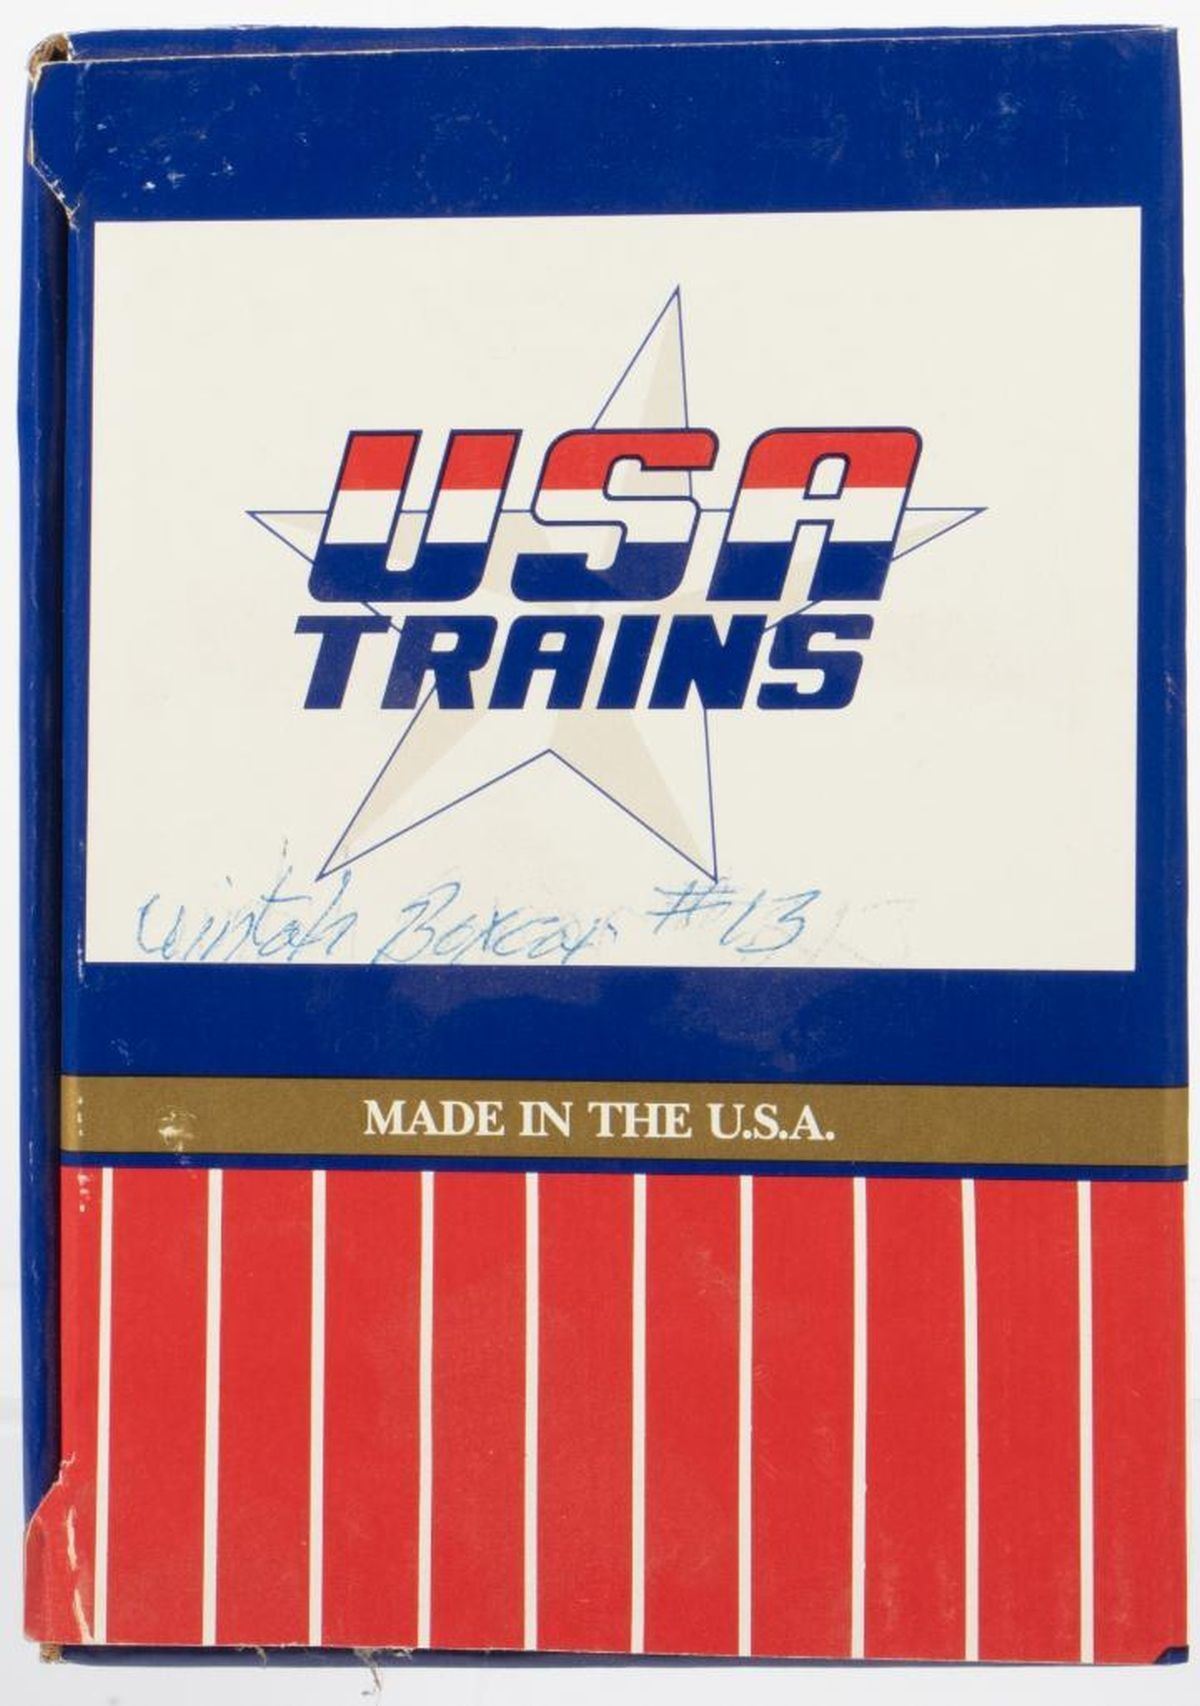 USA
TRAINS
Uintah Boxcar #13
MADE IN THE U.S.A.